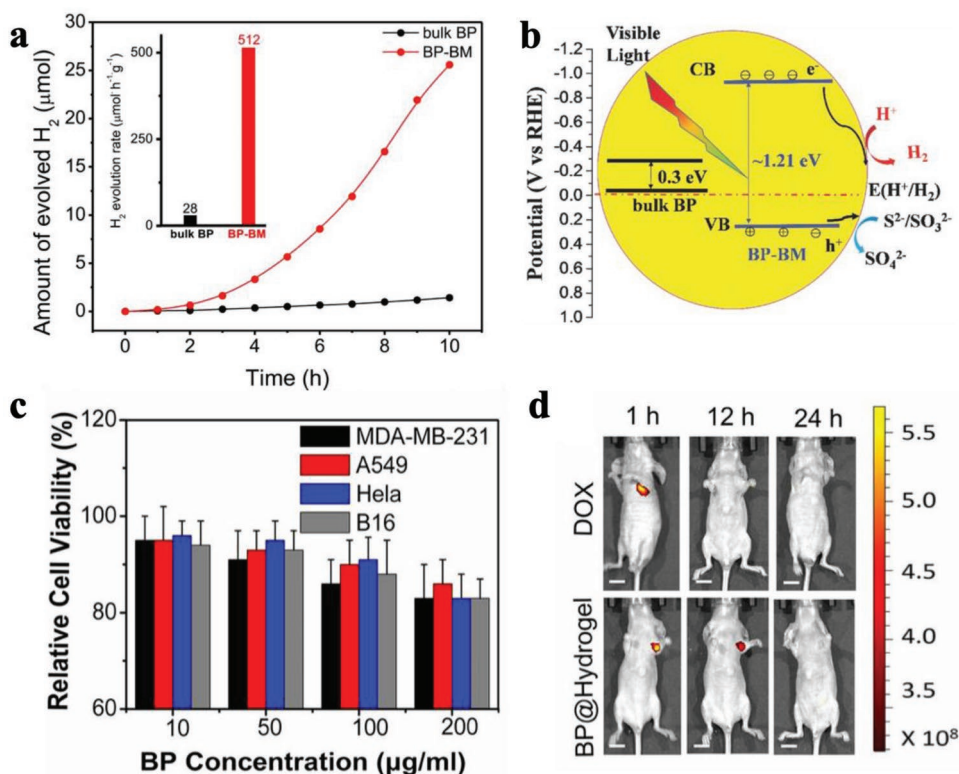 a
Amount of evolved H₂ (μmol)
30
25
20
15
10
5
0
0 2 4 6 8 10
Time (h)
bulk BP
BP-BM
H₂ evolution rate (μmol h⁻¹ g⁻¹)
500
250
0
512
28
bulk BP BP-BM
b
Potential (V vs RHE)
-1.2
-1.0
-0.8
-0.6
-0.4
-0.2
0.0
0.2
0.4
0.6
0.8
1.0
Visible
Light
CB
e⁻
H⁺
H₂
~1.21 eV
0.3 eV
bulk BP
E(H⁺/H₂)
VB
h⁺
BP-BM
S²⁻/SO₃²⁻
SO₄²⁻
c
Relative Cell Viability (%)
120
100
80
60
MDA-MB-231
A549
Hela
B16
10 50 100 200
BP Concentration (μg/ml)
d
1 h 12 h 24 h
DOX
BP@Hydrogel
5.5
5.0
4.5
4.0
3.5
X 10⁸